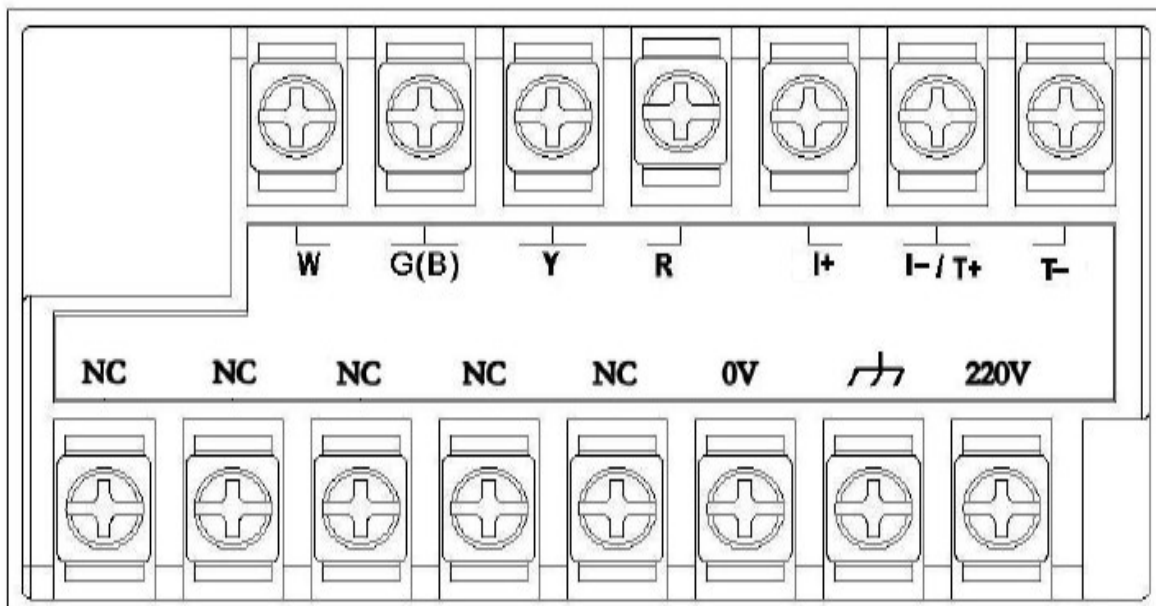 W G(B) Y R I+ I- / T+ T-
NC NC NC NC NC 0V 220V